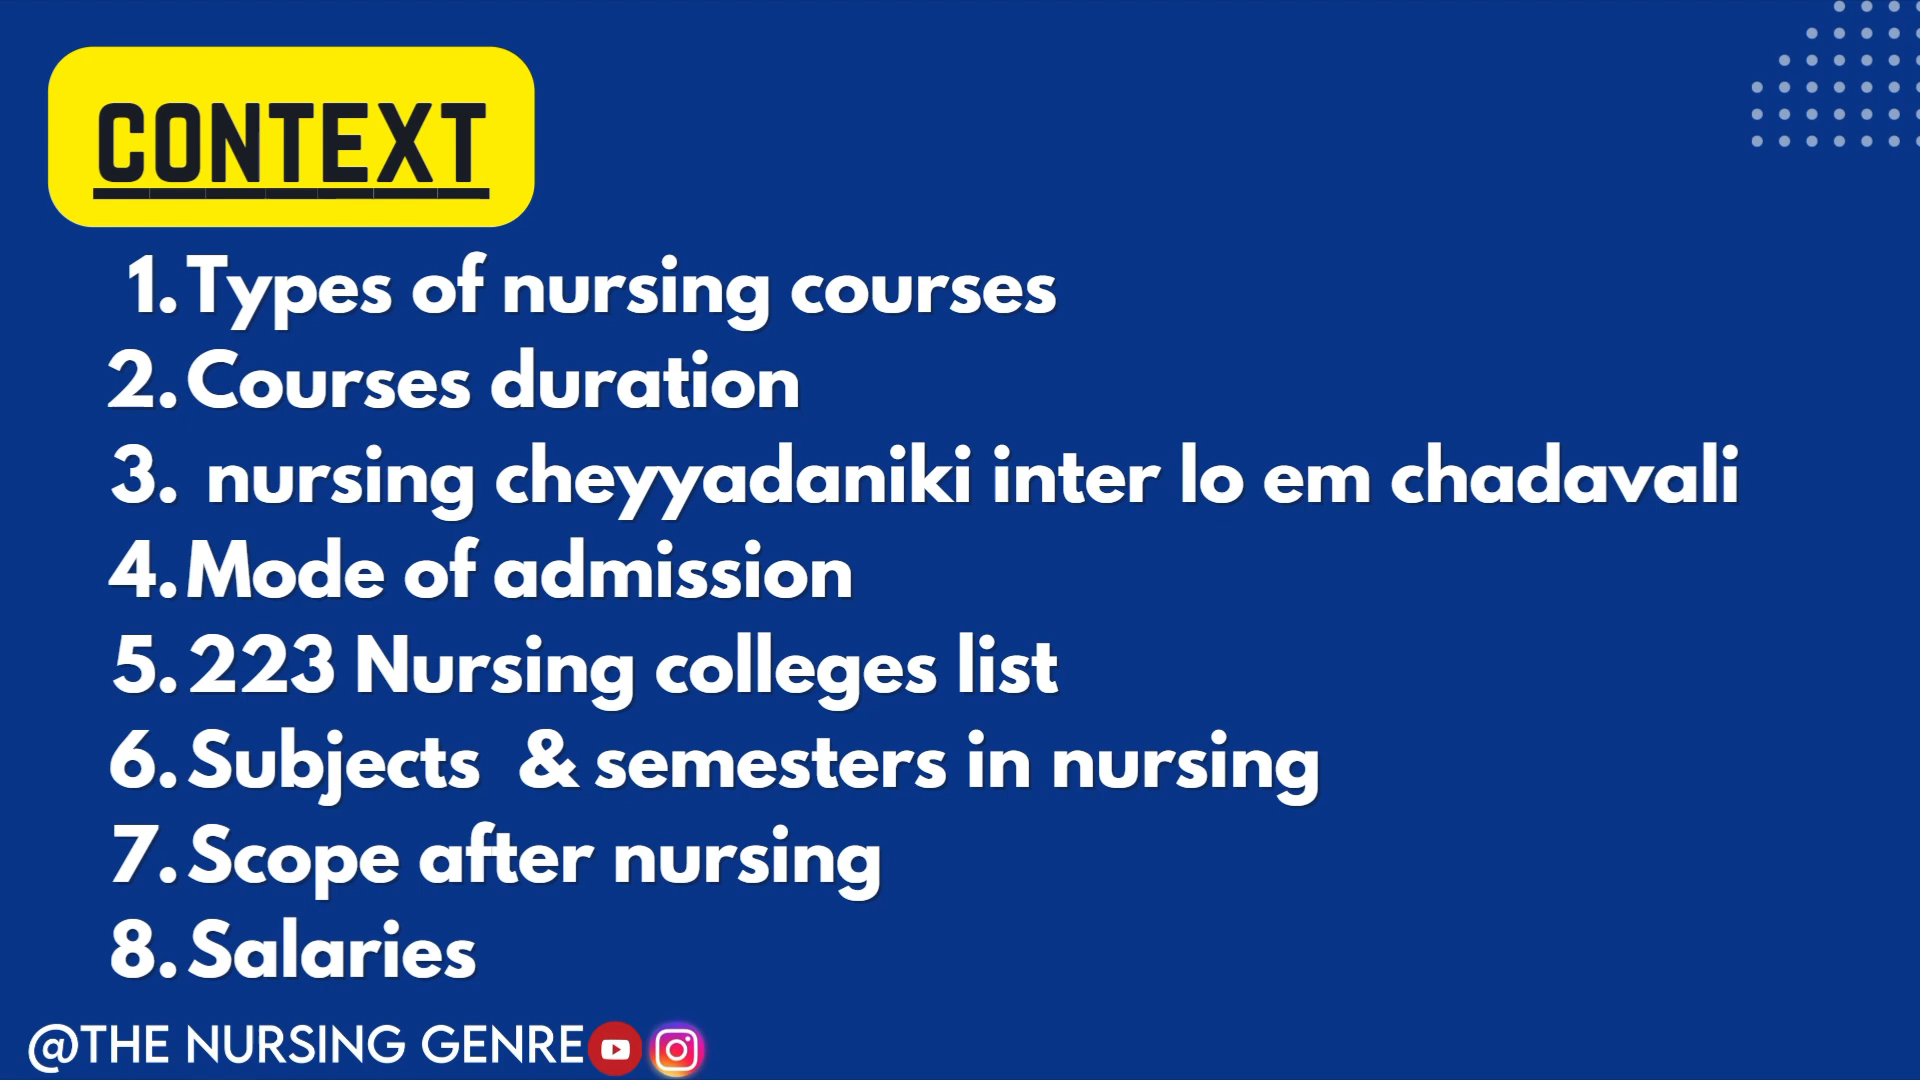 CONTEXT
1. Types of nursing courses
2. Courses duration
3. nursing cheyyadaniki inter lo em chadavali
4. Mode of admission
5. 223 Nursing colleges list
6. Subjects & semesters in nursing
7. Scope after nursing
8. Salaries
@THE NURSING GENRE